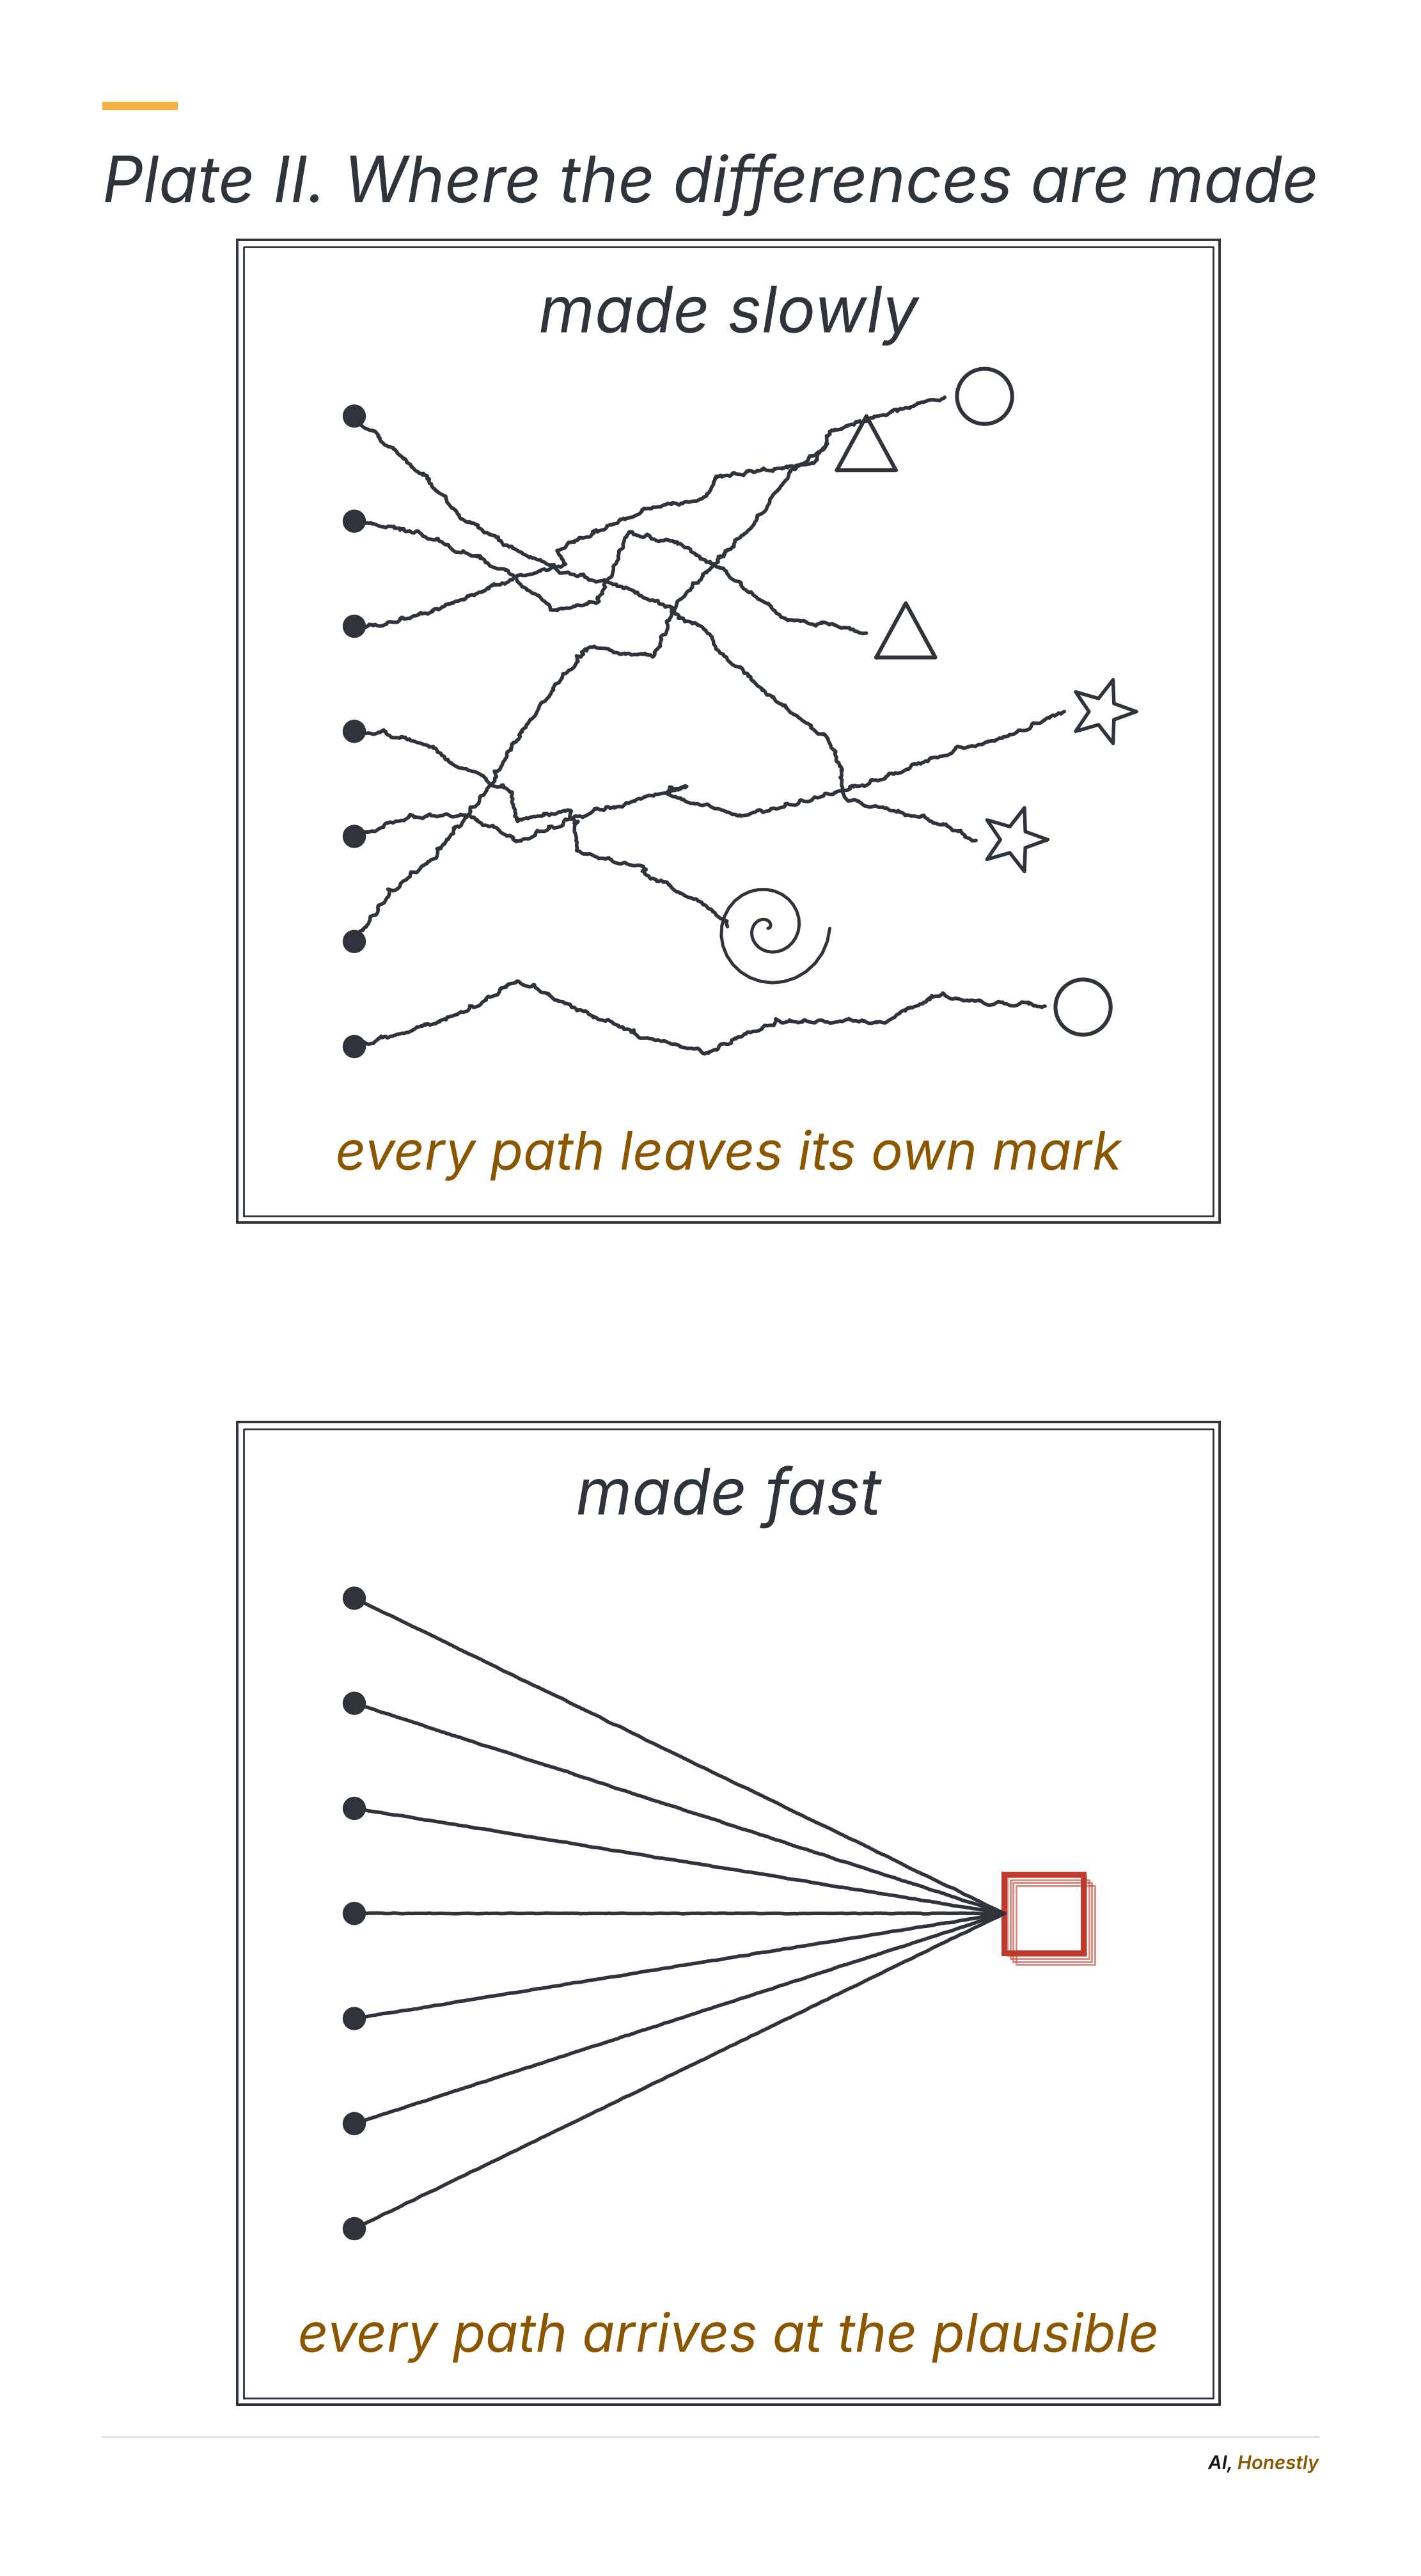 Plate II. Where the differences are made
made slowly
every path leaves its own mark
made fast
every path arrives at the plausible
AI, Honestly